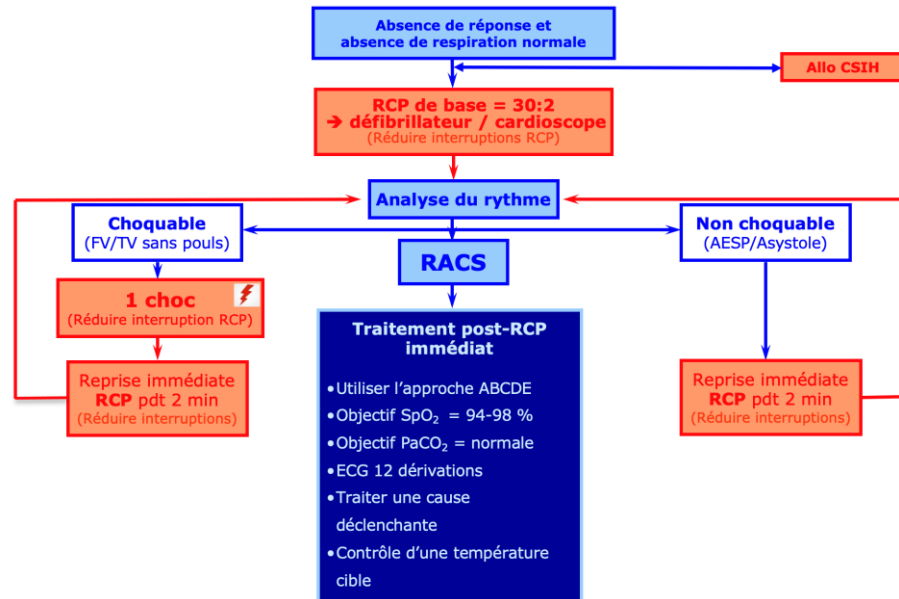 Absence de réponse et
absence de respiration normale
Allo CSIH
RCP de base = 30:2
➔ défibrillateur / cardioscope
(Réduire interruptions RCP)
Analyse du rythme
Choquable
(FV/TV sans pouls)
Non choquable
(AESP/Asystole)
RACS
1 choc
(Réduire interruption RCP)
Reprise immédiate
RCP pdt 2 min
(Réduire interruptions)
Traitement post-RCP
immédiat
•Utiliser l’approche ABCDE
•Objectif SpO₂ = 94-98 %
•Objectif PaCO₂ = normale
•ECG 12 dérivations
•Traiter une cause
déclenchante
•Contrôle d’une température
cible
Reprise immédiate
RCP pdt 2 min
(Réduire interruptions)